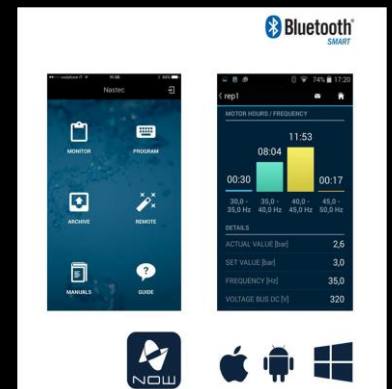 Bluetooth®
SMART
vodafone IT
Nastec
MONITOR
PROGRAM
ARCHIVE
REMOTE
MANUALS
GUIDE
74% 17:20
rep1
MOTOR HOURS / FREQUENCY
00:30
08:04
11:53
00:17
30,0 - 35,0 Hz
35,0 - 40,0 Hz
40,0 - 45,0 Hz
45,0 - 50,0 Hz
DETAILS
ACTUAL VALUE [bar] 2,6
SET VALUE [bar] 3,0
FREQUENCY [Hz] 35,0
VOLTAGE BUS DC [V] 320
NOW